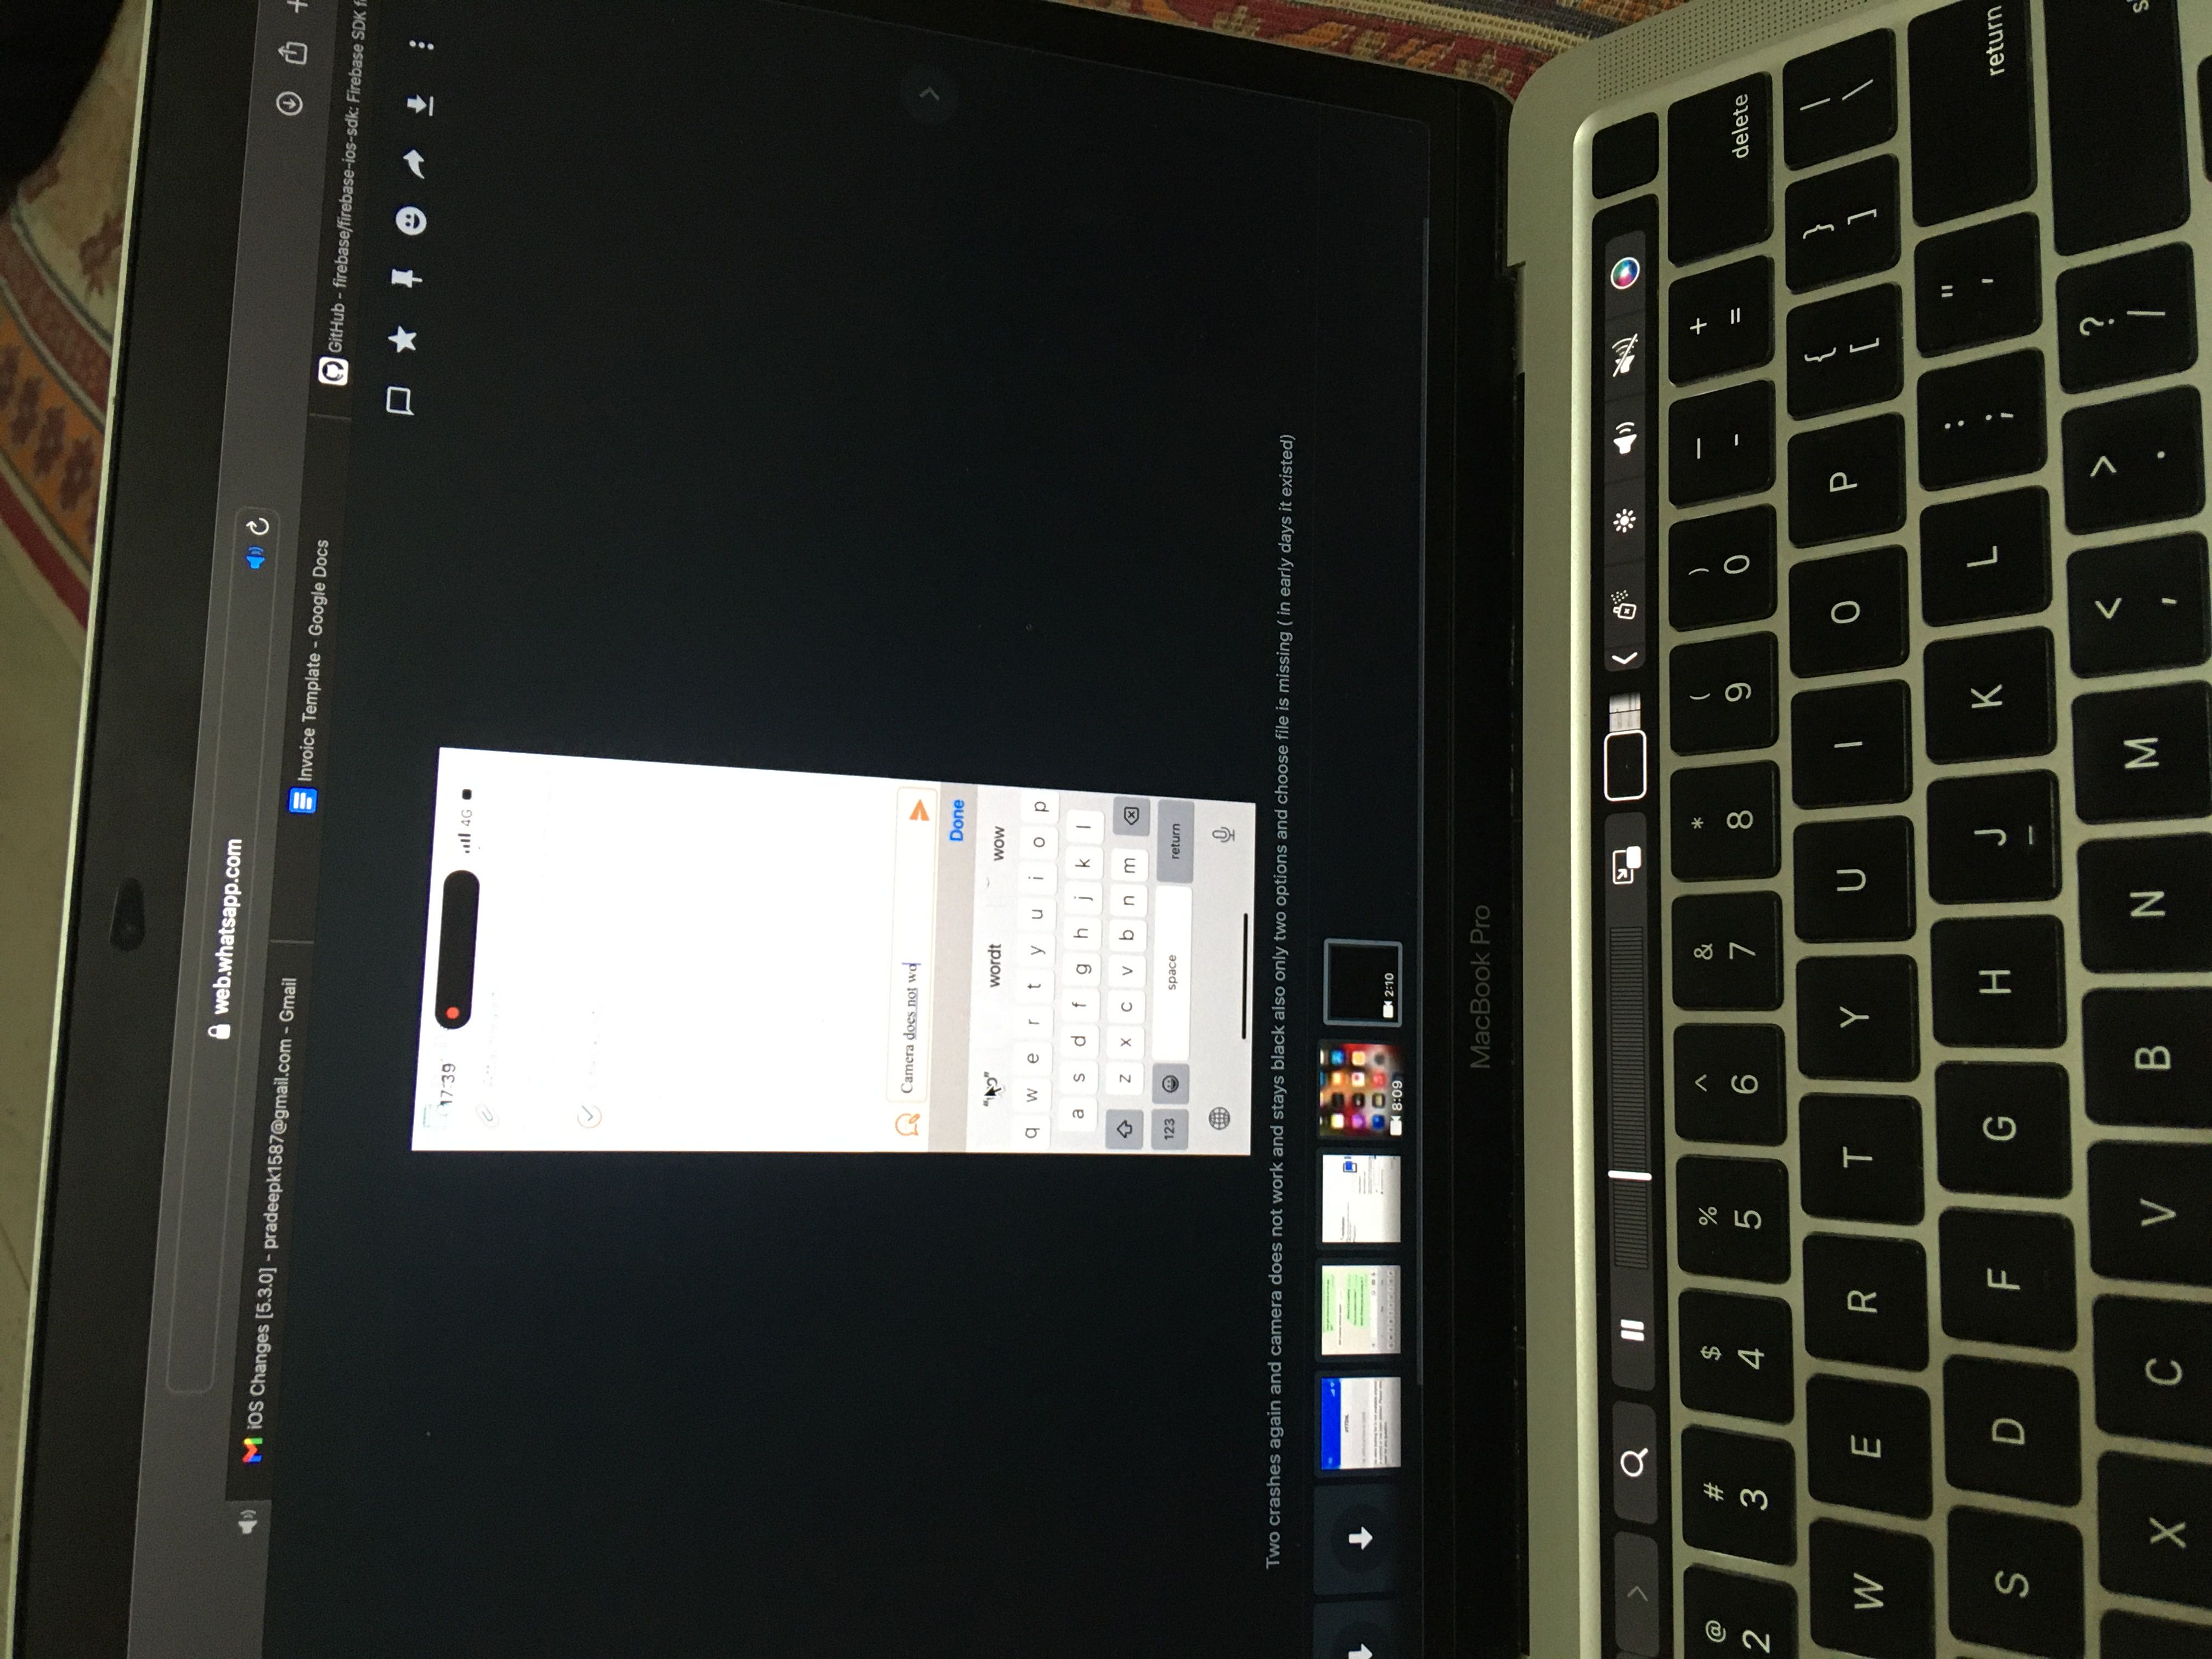 web.whatsapp.com
iOS Changes [5.3.0] - pradeepk1587@gmail.com - Gmail
Invoice Template - Google Docs
GitHub - firebase/firebase-ios-sdk: Firebase SDK f
17:39
4G
Camera does not wo
Done
wordt
wow
q w e r t y u i o p
a s d f g h j k l
z x c v b n m
123
space
return
Two crashes again and camera does not work and stays black also only two options and choose file is missing ( in early days it existed)
8:09
2:10
MacBook Pro
@ # $ % ^ & * ( ) — +
2 3 4 5 6 7 8 9 0 - =
delete
W E R T Y U I O P { [ } ] | \
S D F G H J K L : ; " '
return
X C V B N M < , > . ? /